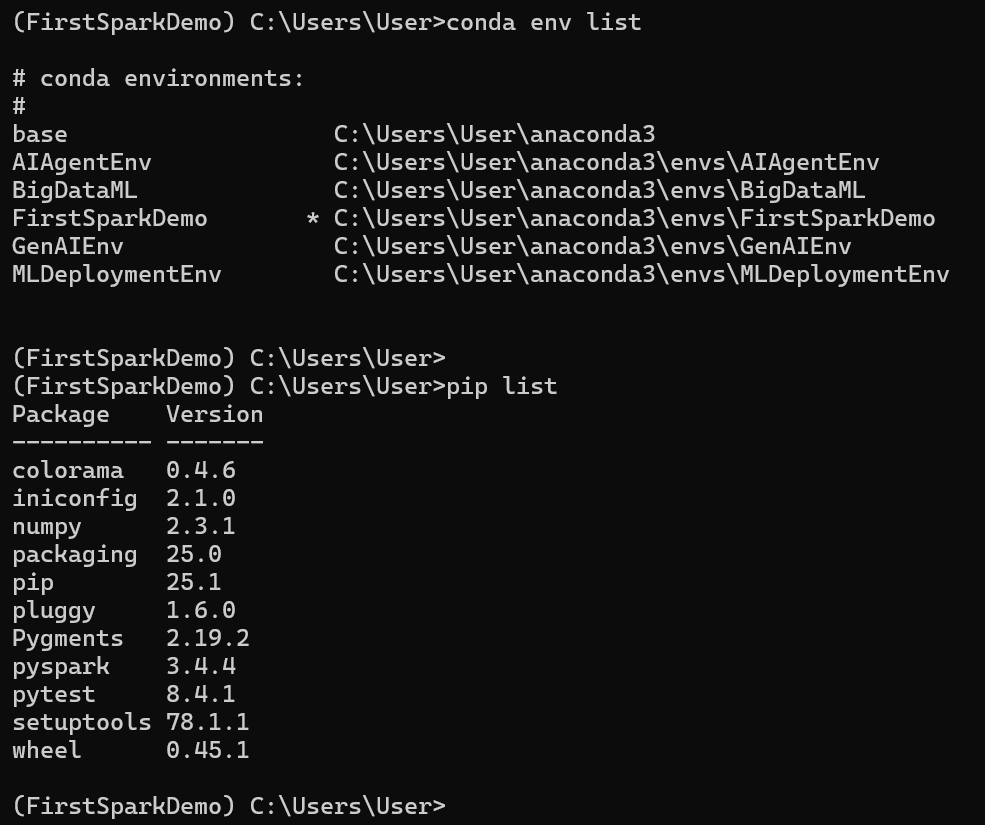 (FirstSparkDemo) C:\Users\User>conda env list
# conda environments:
#
base                   C:\Users\User\anaconda3
AIAgentEnv             C:\Users\User\anaconda3\envs\AIAgentEnv
BigDataML              C:\Users\User\anaconda3\envs\BigDataML
FirstSparkDemo       * C:\Users\User\anaconda3\envs\FirstSparkDemo
GenAIEnv               C:\Users\User\anaconda3\envs\GenAIEnv
MLDeploymentEnv        C:\Users\User\anaconda3\envs\MLDeploymentEnv
(FirstSparkDemo) C:\Users\User>
(FirstSparkDemo) C:\Users\User>pip list
Package    Version
---------- -------
colorama   0.4.6
iniconfig  2.1.0
numpy      2.3.1
packaging  25.0
pip        25.1
pluggy     1.6.0
Pygments   2.19.2
pyspark    3.4.4
pytest     8.4.1
setuptools 78.1.1
wheel      0.45.1
(FirstSparkDemo) C:\Users\User>